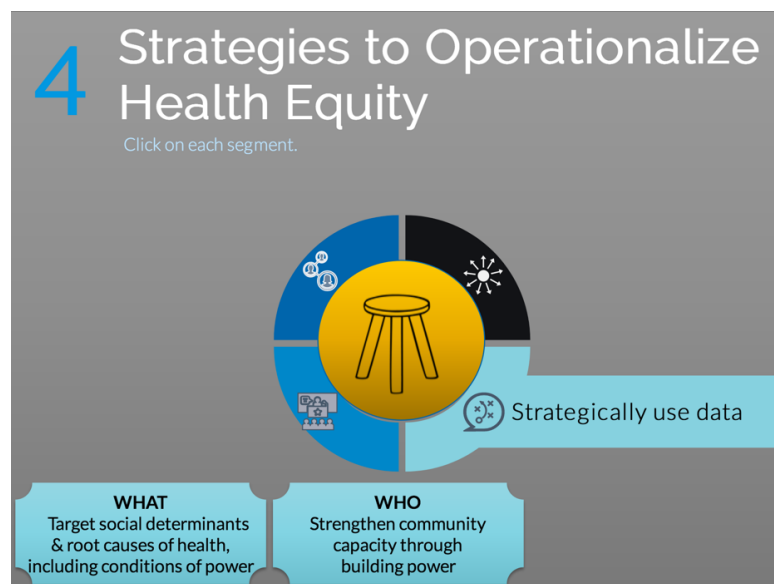 4
Strategies to Operationalize
Health Equity
Click on each segment.
Strategically use data
WHAT
Target social determinants
& root causes of health,
including conditions of power
WHO
Strengthen community
capacity through
building power